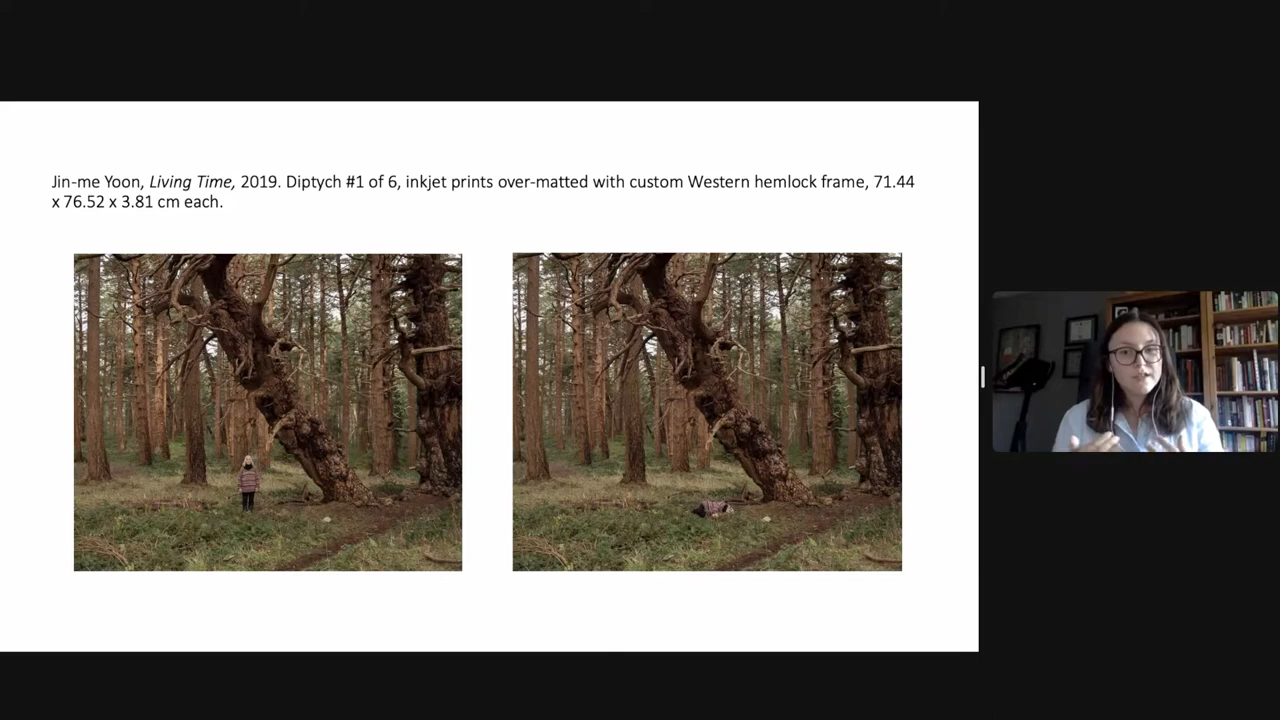 Jin-me Yoon, Living Time, 2019. Diptych #1 of 6, inkjet prints over-matted with custom Western hemlock frame, 71.44
x 76.52 x 3.81 cm each.